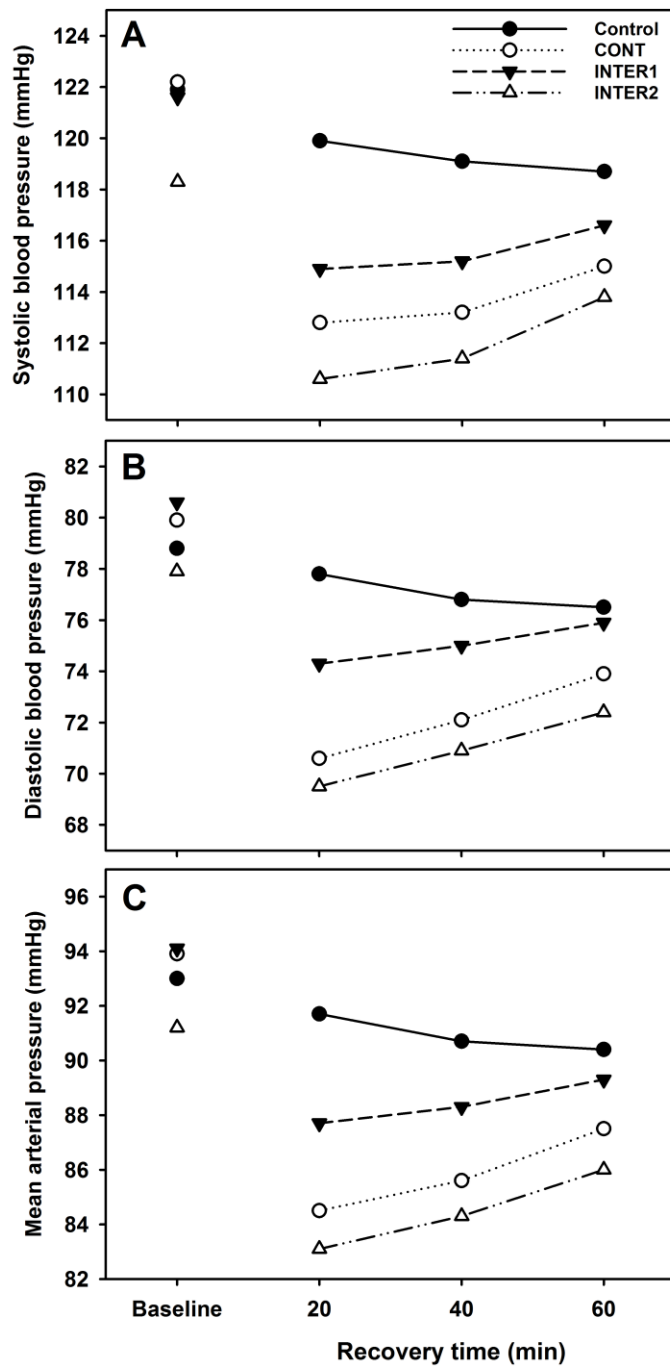 A
Control
CONT
INTER1
INTER2
Systolic blood pressure (mmHg)
124
122
120
118
116
114
112
110
B
Diastolic blood pressure (mmHg)
82
80
78
76
74
72
70
68
C
Mean arterial pressure (mmHg)
96
94
92
90
88
86
84
82
Baseline 20 40 60
Recovery time (min)